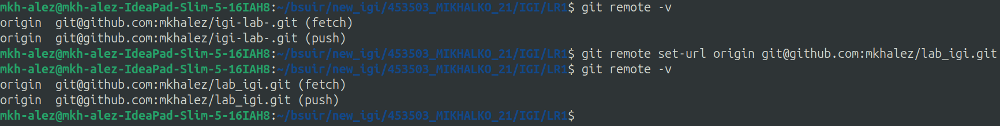 mkh-alez@mkh-alez-IdeaPad-Slim-5-16IAH8:~/bsuir/new_igi/453503_MIKHALKO_21/IGI/LR1$ git remote -v
origin  git@github.com:mkhalez/igi-lab-.git (fetch)
origin  git@github.com:mkhalez/igi-lab-.git (push)
mkh-alez@mkh-alez-IdeaPad-Slim-5-16IAH8:~/bsuir/new_igi/453503_MIKHALKO_21/IGI/LR1$ git remote set-url origin git@github.com:mkhalez/lab_igi.git
mkh-alez@mkh-alez-IdeaPad-Slim-5-16IAH8:~/bsuir/new_igi/453503_MIKHALKO_21/IGI/LR1$ git remote -v
origin  git@github.com:mkhalez/lab_igi.git (fetch)
origin  git@github.com:mkhalez/lab_igi.git (push)
mkh-alez@mkh-alez-IdeaPad-Slim-5-16IAH8:~/bsuir/new_igi/453503_MIKHALKO_21/IGI/LR1$